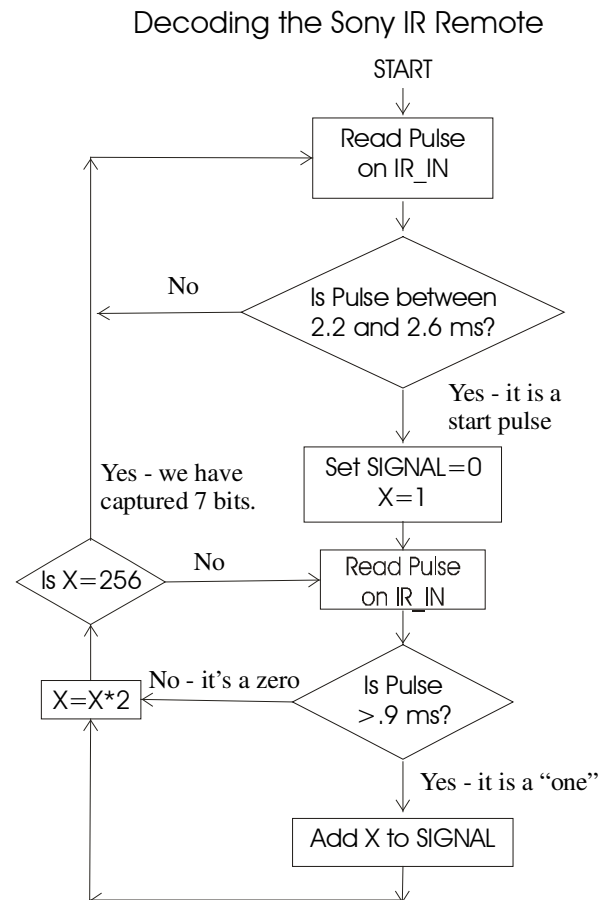 Decoding the Sony IR Remote
START
Read Pulse
on IR_IN
No
Is Pulse between
2.2 and 2.6 ms?
Yes - it is a
start pulse
Set SIGNAL=0
X=1
Yes - we have
captured 7 bits.
Is X=256
No
Read Pulse
on IR_IN
X=X*2
No - it's a zero
Is Pulse
>.9 ms?
Yes - it is a “one”
Add X to SIGNAL